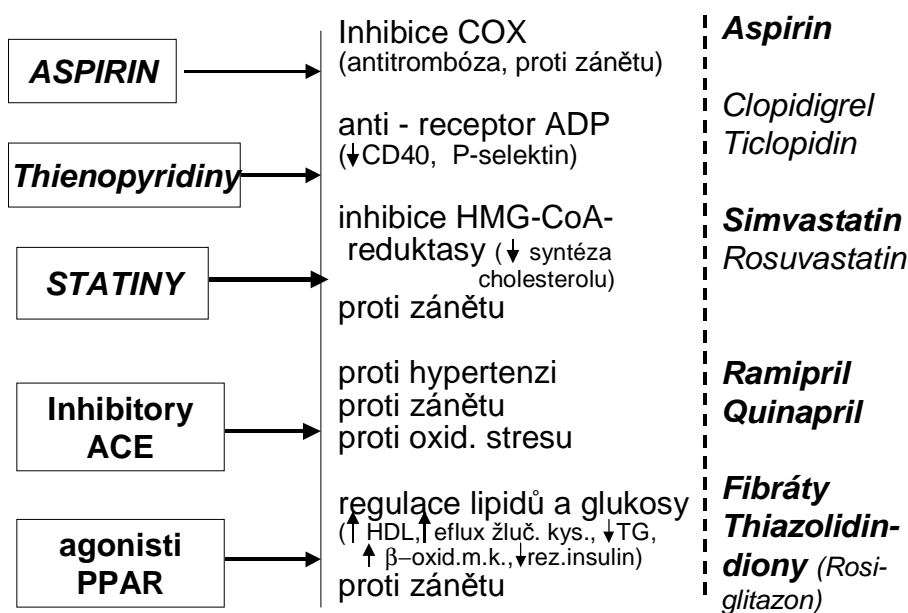 ASPIRIN
Inhibice COX
(antitrombóza, proti zánětu)
Aspirin
Thienopyridiny
anti - receptor ADP
(↓CD40, P-selektin)
Clopidigrel
Ticlopidin
STATINY
inhibice HMG-CoA-
reduktasy (↓ syntéza
cholesterolu)
proti zánětu
Simvastatin
Rosuvastatin
Inhibitory
ACE
proti hypertenzi
proti zánětu
proti oxid. stresu
Ramipril
Quinapril
agonisti
PPAR
regulace lipidů a glukosy
(↑HDL,↑eflux žluč. kys., ↓TG,
↑ β–oxid.m.k.,↓rez.insulin)
proti zánětu
Fibráty
Thiazolidin-
diony (Rosi-
glitazon)